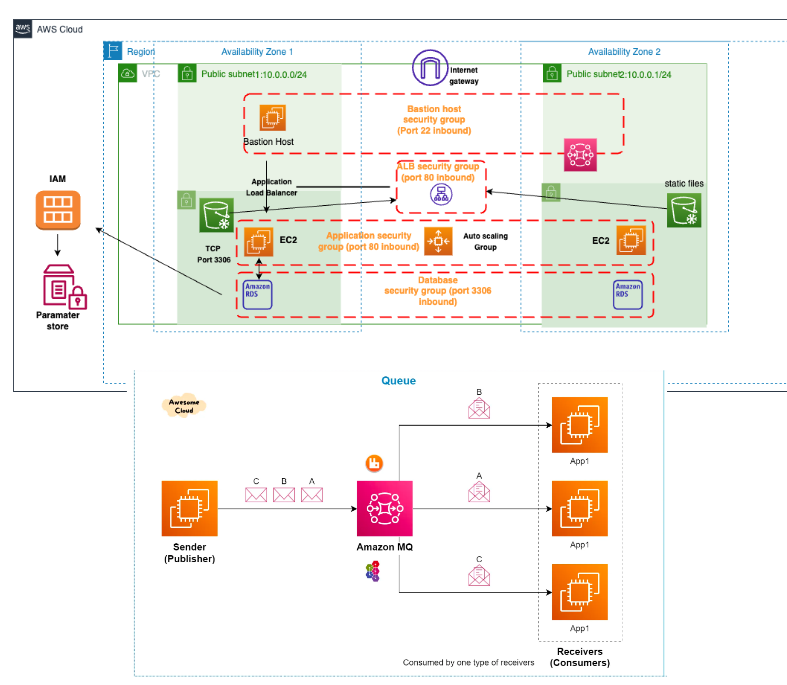 aws
AWS Cloud
Region
Availability Zone 1
Availability Zone 2
VPC
Public subnet1:10.0.0.0/24
Internet
gateway
Public subnet2:10.0.0.1/24
Bastion host
security group
(Port 22 inbound)
Bastion Host
ALB security group
(port 80 inbound)
Application
Load Balancer
static files
IAM
TCP
Port 3306
EC2
Application security
group (port 80 inbound)
Auto scaling
Group
EC2
Amazon
RDS
Database
security group (port 3306
inbound)
Amazon
RDS
Paramater
store
Queue
Awesome
Cloud
B
C
B
A
A
C
App1
App1
App1
Sender
(Publisher)
Amazon MQ
Receivers
(Consumers)
Consumed by one type of receivers